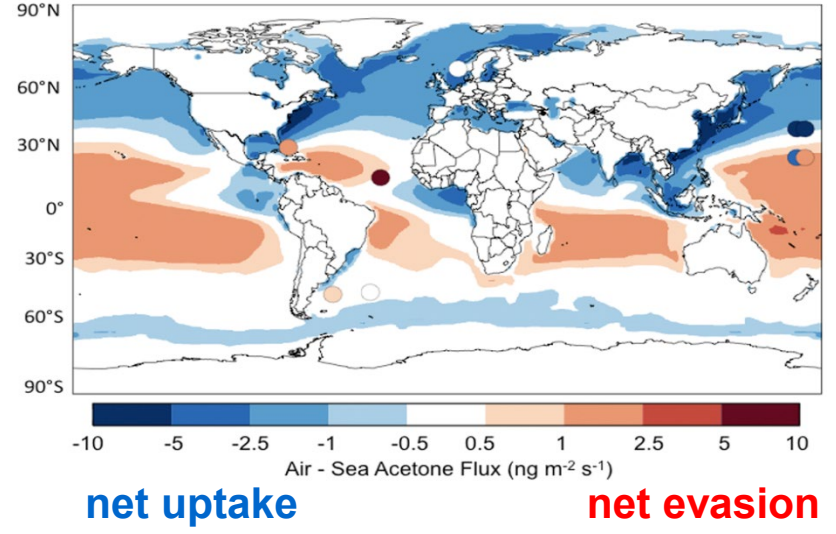 90°N
60°N
30°N
0°
30°S
60°S
90°S
-10 -5 -2.5 -1 -0.5 0.5 1 2.5 5 10
Air - Sea Acetone Flux (ng m⁻² s⁻¹)
net uptake net evasion